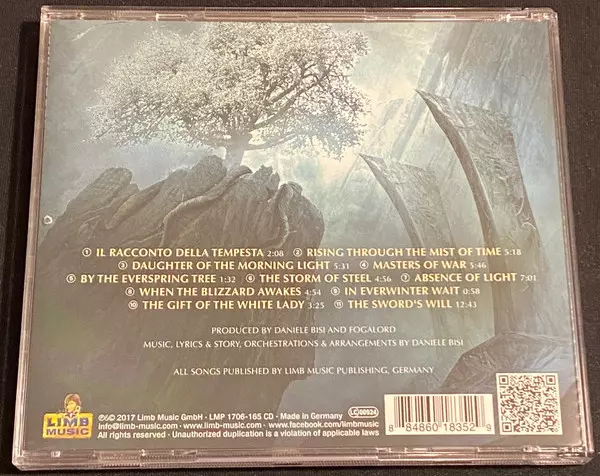 ① IL RACCONTO DELLA TEMPESTA 2:08 ② RISING THROUGH THE MIST OF TIME 5:18
③ DAUGHTER OF THE MORNING LIGHT 5:31 ④ MASTERS OF WAR 5:46
⑤ BY THE EVERSPRING TREE 1:32 ⑥ THE STORM OF STEEL 4:56 ⑦ ABSENCE OF LIGHT 7:01
⑧ WHEN THE BLIZZARD AWAKES 4:54 ⑨ IN EVERWINTER WAIT 0:58
⑩ THE GIFT OF THE WHITE LADY 3:25 ⑪ THE SWORD'S WILL 12:43
PRODUCED BY DANIELE BISI AND FOGALORD
MUSIC, LYRICS & STORY, ORCHESTRATIONS & ARRANGEMENTS BY DANIELE BISI
ALL SONGS PUBLISHED BY LIMB MUSIC PUBLISHING, GERMANY
LIMB
MUSIC
℗&© 2017 Limb Music GmbH · LMP 1706-165 CD · Made in Germany
info@limb-music.com · www.limb-music.com · www.facebook.com/limbmusic
All rights reserved · Unauthorized duplication is a violation of applicable laws
LC 00924
8 84860 18352 9